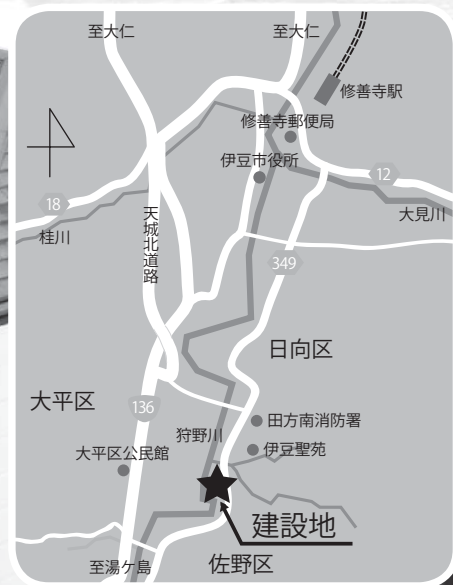 至大仁
至大仁
修善寺駅
修善寺郵便局
伊豆市役所
12
18
天城北道路
大見川
桂川
349
日向区
大平区
136
田方南消防署
狩野川
伊豆聖苑
大平区公民館
建設地
至湯ケ島
佐野区